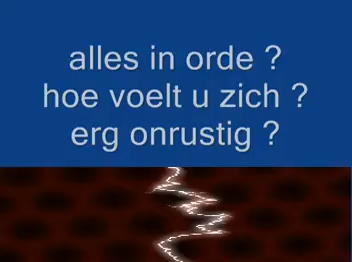 alles in orde ?
hoe voelt u zich ?
erg onrustig ?